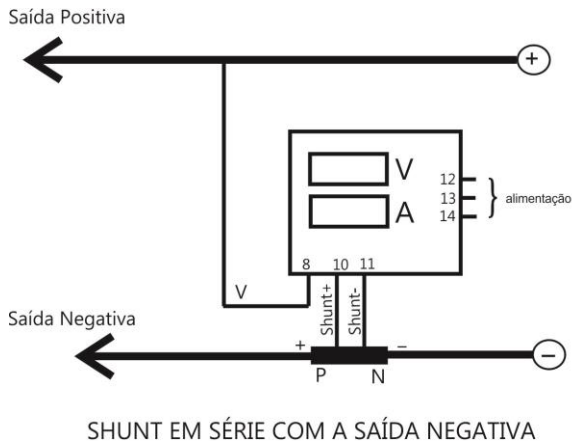 Saída Positiva
+
V
A
12
13
14
alimentação
8 10 11
V
Shunt+
Shunt-
Saída Negativa
+ –
–
P N
SHUNT EM SÉRIE COM A SAÍDA NEGATIVA